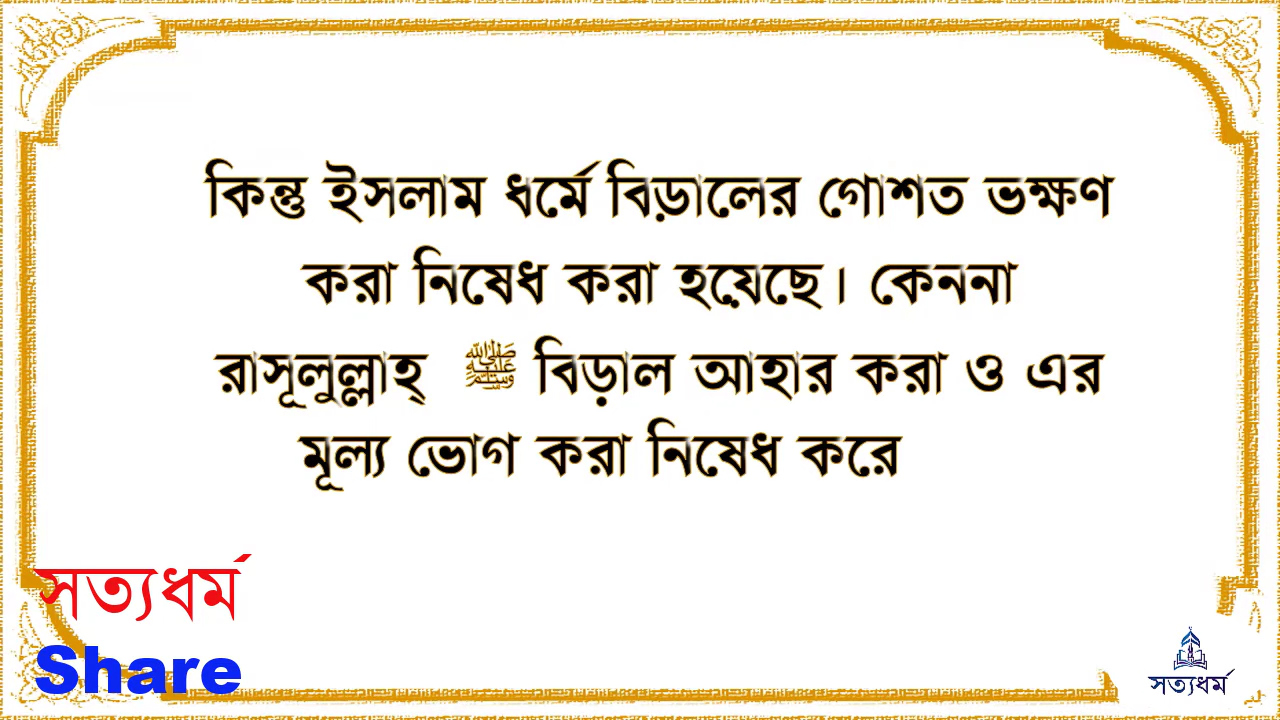 কিন্তু ইসলাম ধর্মে বিড়ালের গোশত ভক্ষণ
করা নিষেধ করা হয়েছে। কেননা
রাসূলুল্লাহ্ ﷺ বিড়াল আহার করা ও এর
মূল্য ভোগ করা নিষেধ করে
সত্যধর্ম
Share
সত্যধর্ম